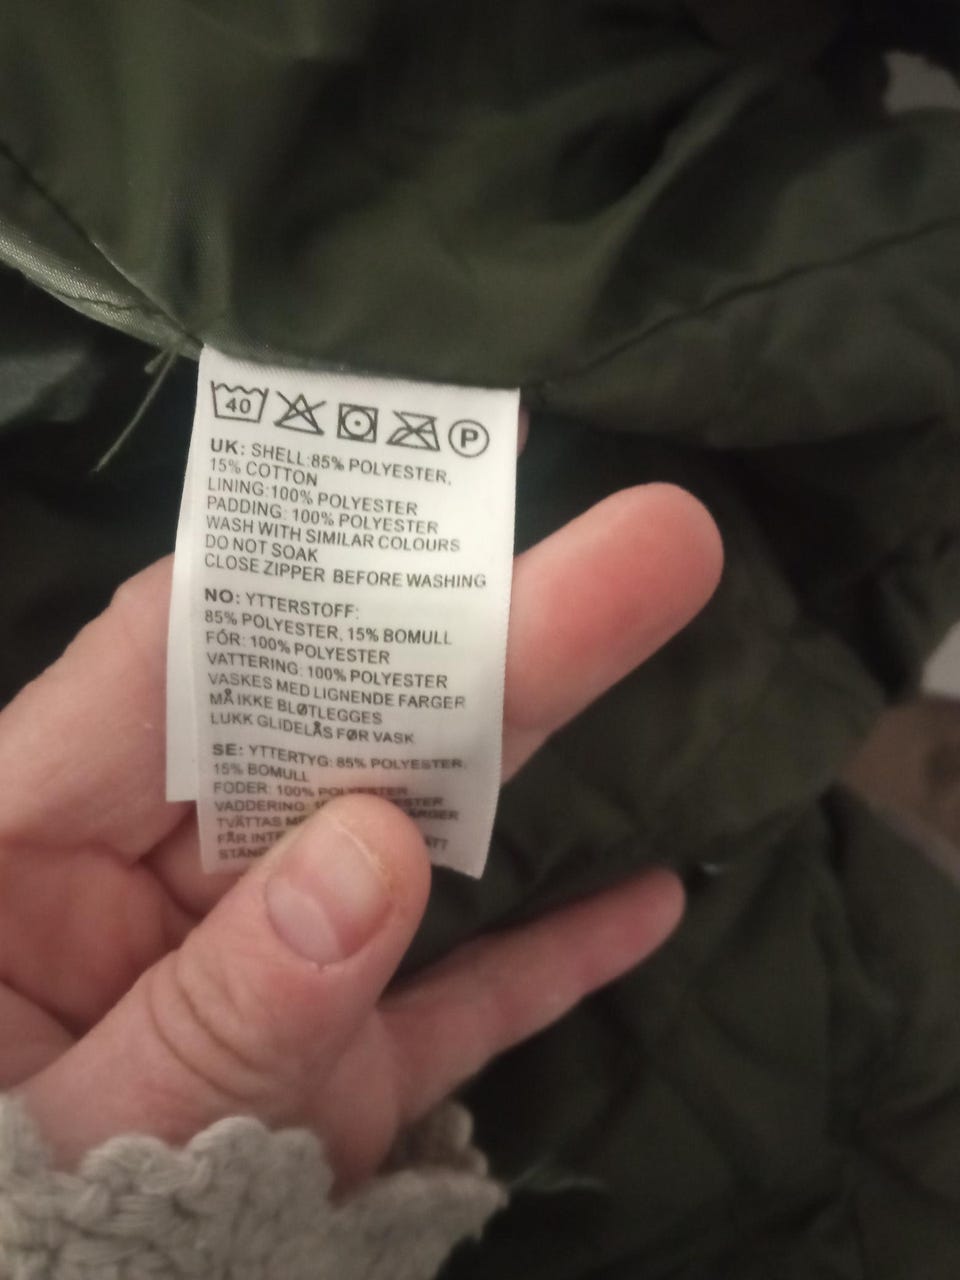 40
P
UK: SHELL:85% POLYESTER,
15% COTTON
LINING:100% POLYESTER
PADDING: 100% POLYESTER
WASH WITH SIMILAR COLOURS
DO NOT SOAK
CLOSE ZIPPER BEFORE WASHING
NO: YTTERSTOFF:
85% POLYESTER, 15% BOMULL
FÓR: 100% POLYESTER
VATTERING: 100% POLYESTER
VASKES MED LIGNENDE FARGER
MÅ IKKE BLØTLEGGES
LUKK GLIDELÅS FØR VASK
SE: YTTERTYG: 85% POLYESTER,
15% BOMULL
FODER: 100% POLYESTER
VADDERING:
TVÄTTAS
FÅR